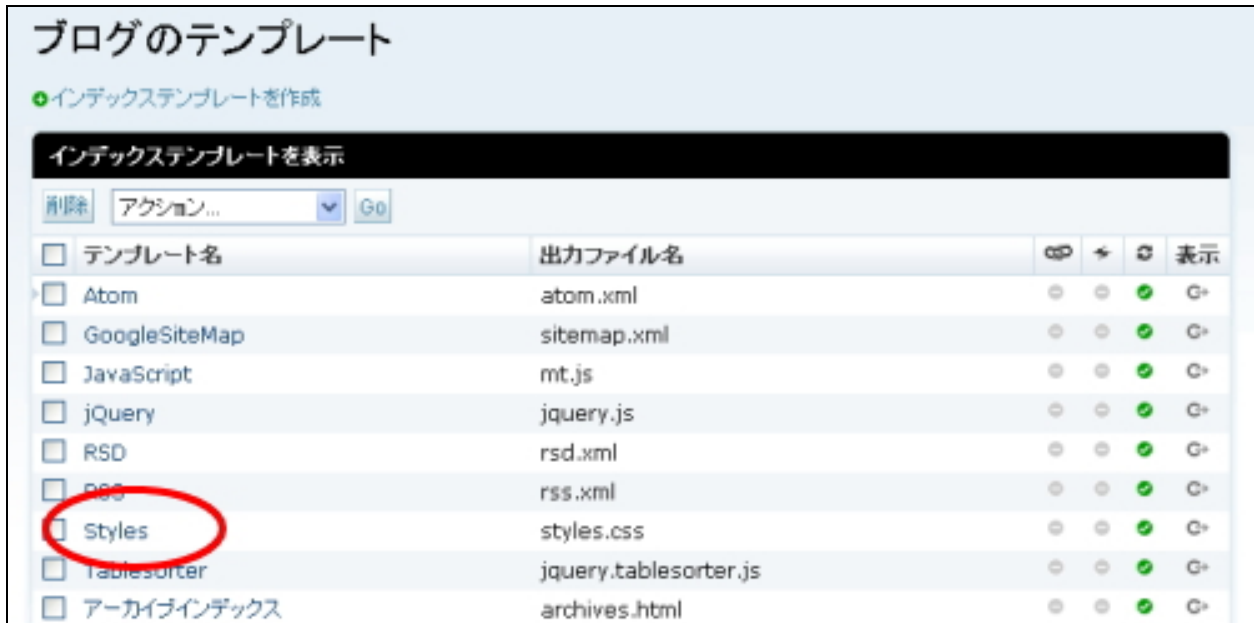 ブログのテンプレート
インデックステンプレートを作成
インデックステンプレートを表示
削除 アクション... Go
テンプレート名 出力ファイル名 表示
Atom atom.xml
GoogleSiteMap sitemap.xml
JavaScript mt.js
jQuery jquery.js
RSD rsd.xml
RSS rss.xml
Styles styles.css
Tablesorter jquery.tablesorter.js
アーカイブインデックス archives.html